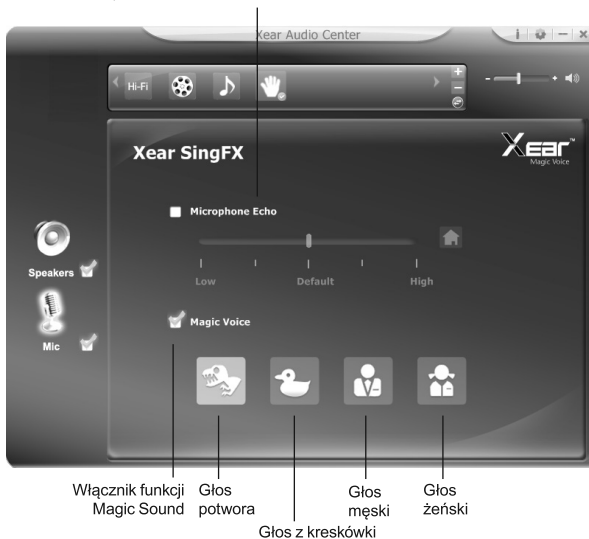 Xear Audio Center
Hi-Fi
Xear SingFX
Xear™
Magic Voice
Microphone Echo
Low Default High
Speakers
Mic
Magic Voice
Włącznik funkcji
Magic Sound
Głos
potwora
Głos z kreskówki
Głos
męski
Głos
żeński